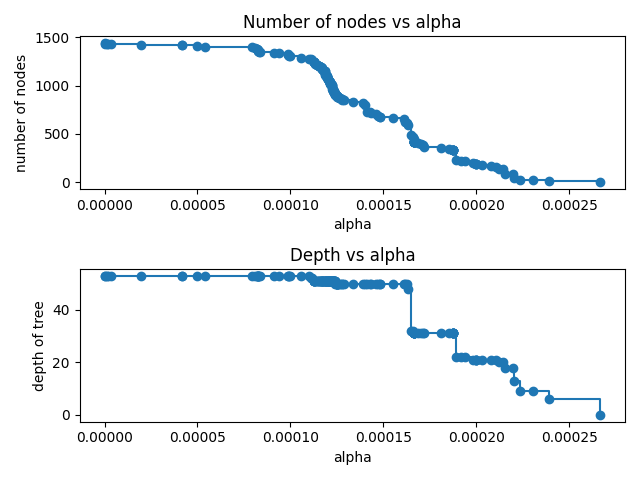 Number of nodes vs alpha
number of nodes
1500
1000
500
0
0.00000 0.00005 0.00010 0.00015 0.00020 0.00025
alpha
Depth vs alpha
depth of tree
40
20
0
0.00000 0.00005 0.00010 0.00015 0.00020 0.00025
alpha